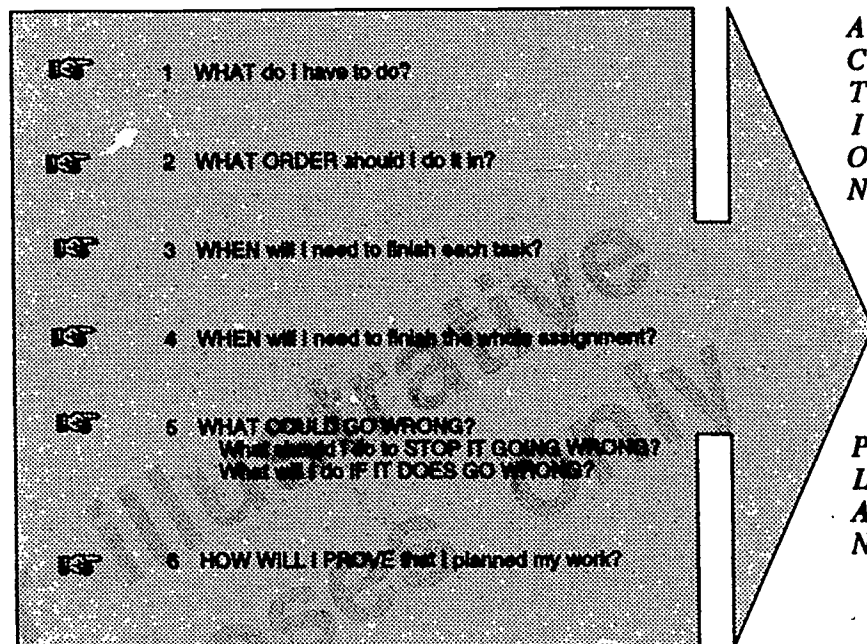 1 WHAT do I have to do?
2 WHAT ORDER should I do it in?
3 WHEN will I need to finish each task?
4 WHEN will I need to finish the whole assignment?
5 WHAT COULD GO WRONG?
What should I do to STOP IT GOING WRONG?
What will I do IF IT DOES GO WRONG?
6 HOW WILL I PROVE that I planned my work?
ACTION
PLAN